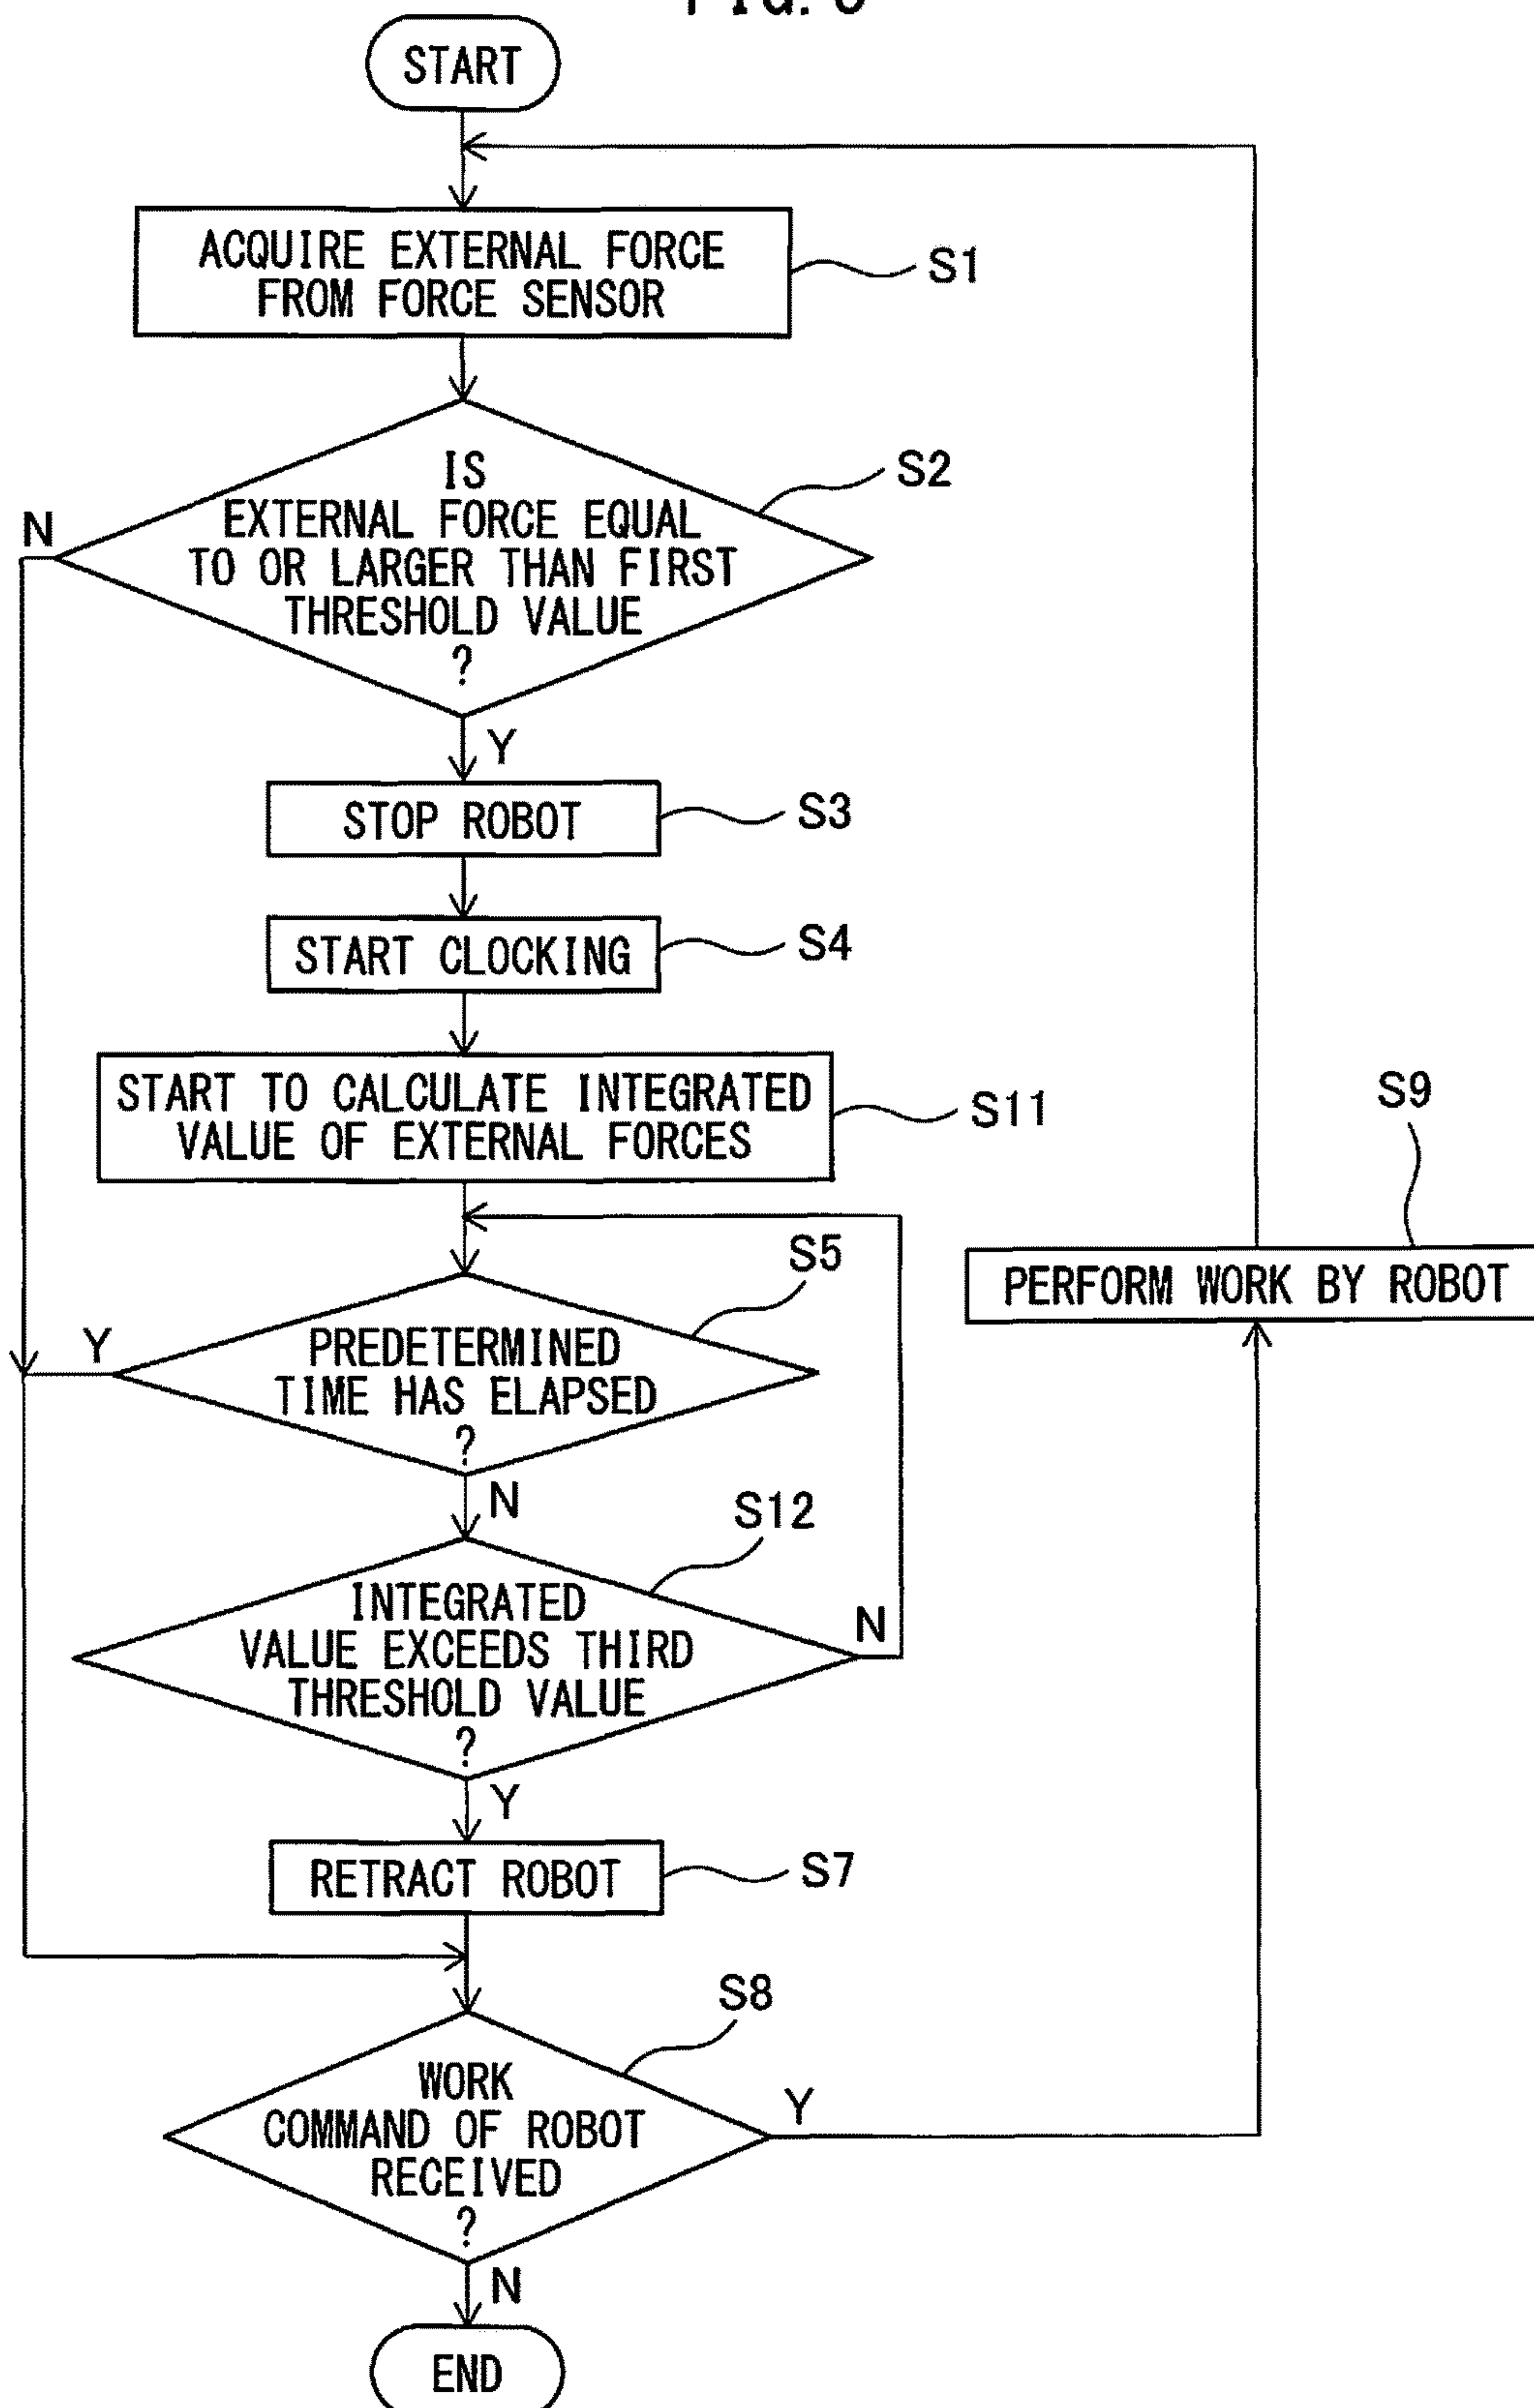 START
ACQUIRE EXTERNAL FORCE
FROM FORCE SENSOR
S1
IS
EXTERNAL FORCE EQUAL
TO OR LARGER THAN FIRST
THRESHOLD VALUE
?
S2
N
Y
STOP ROBOT
S3
START CLOCKING
S4
START TO CALCULATE INTEGRATED
VALUE OF EXTERNAL FORCES
S11
S9
PERFORM WORK BY ROBOT
S5
Y
PREDETERMINED
TIME HAS ELAPSED
?
N
S12
INTEGRATED
VALUE EXCEEDS THIRD
THRESHOLD VALUE
?
N
Y
RETRACT ROBOT
S7
S8
WORK
COMMAND OF ROBOT
RECEIVED
?
Y
N
END